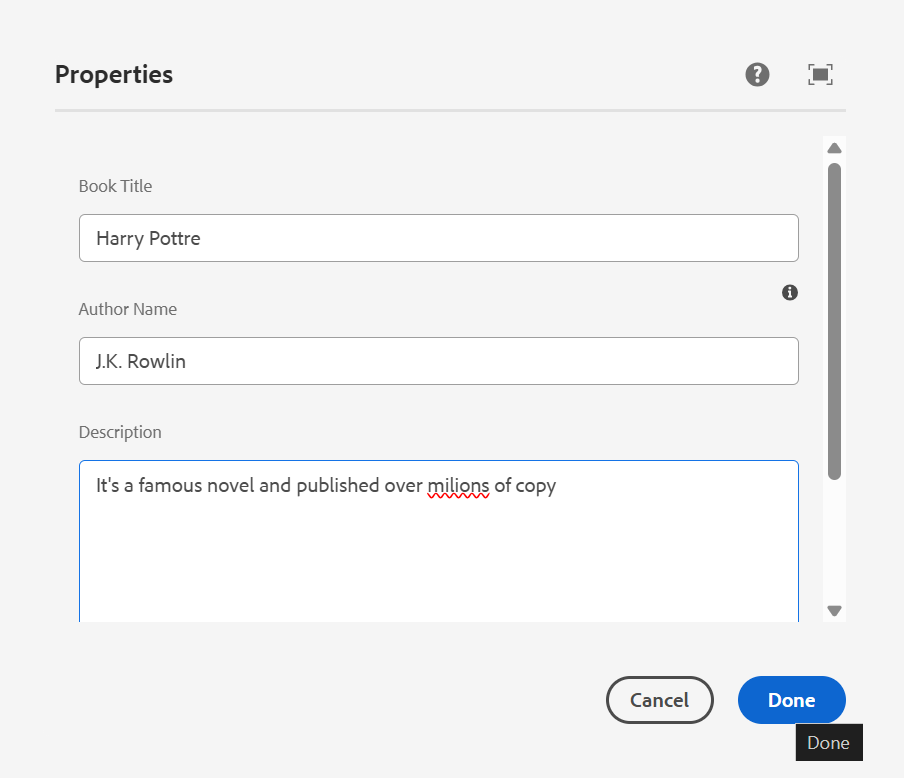 Properties
Book Title
Harry Pottre
Author Name
J.K. Rowlin
Description
It's a famous novel and published over milions of copy
Cancel
Done
Done